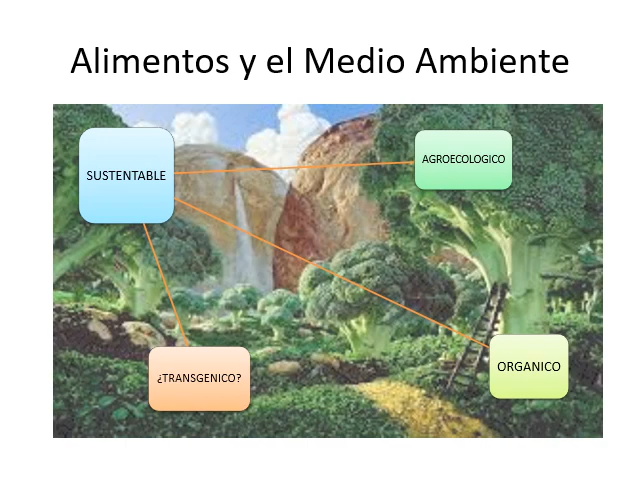 Alimentos y el Medio Ambiente
SUSTENTABLE
AGROECOLOGICO
¿TRANSGENICO?
ORGANICO